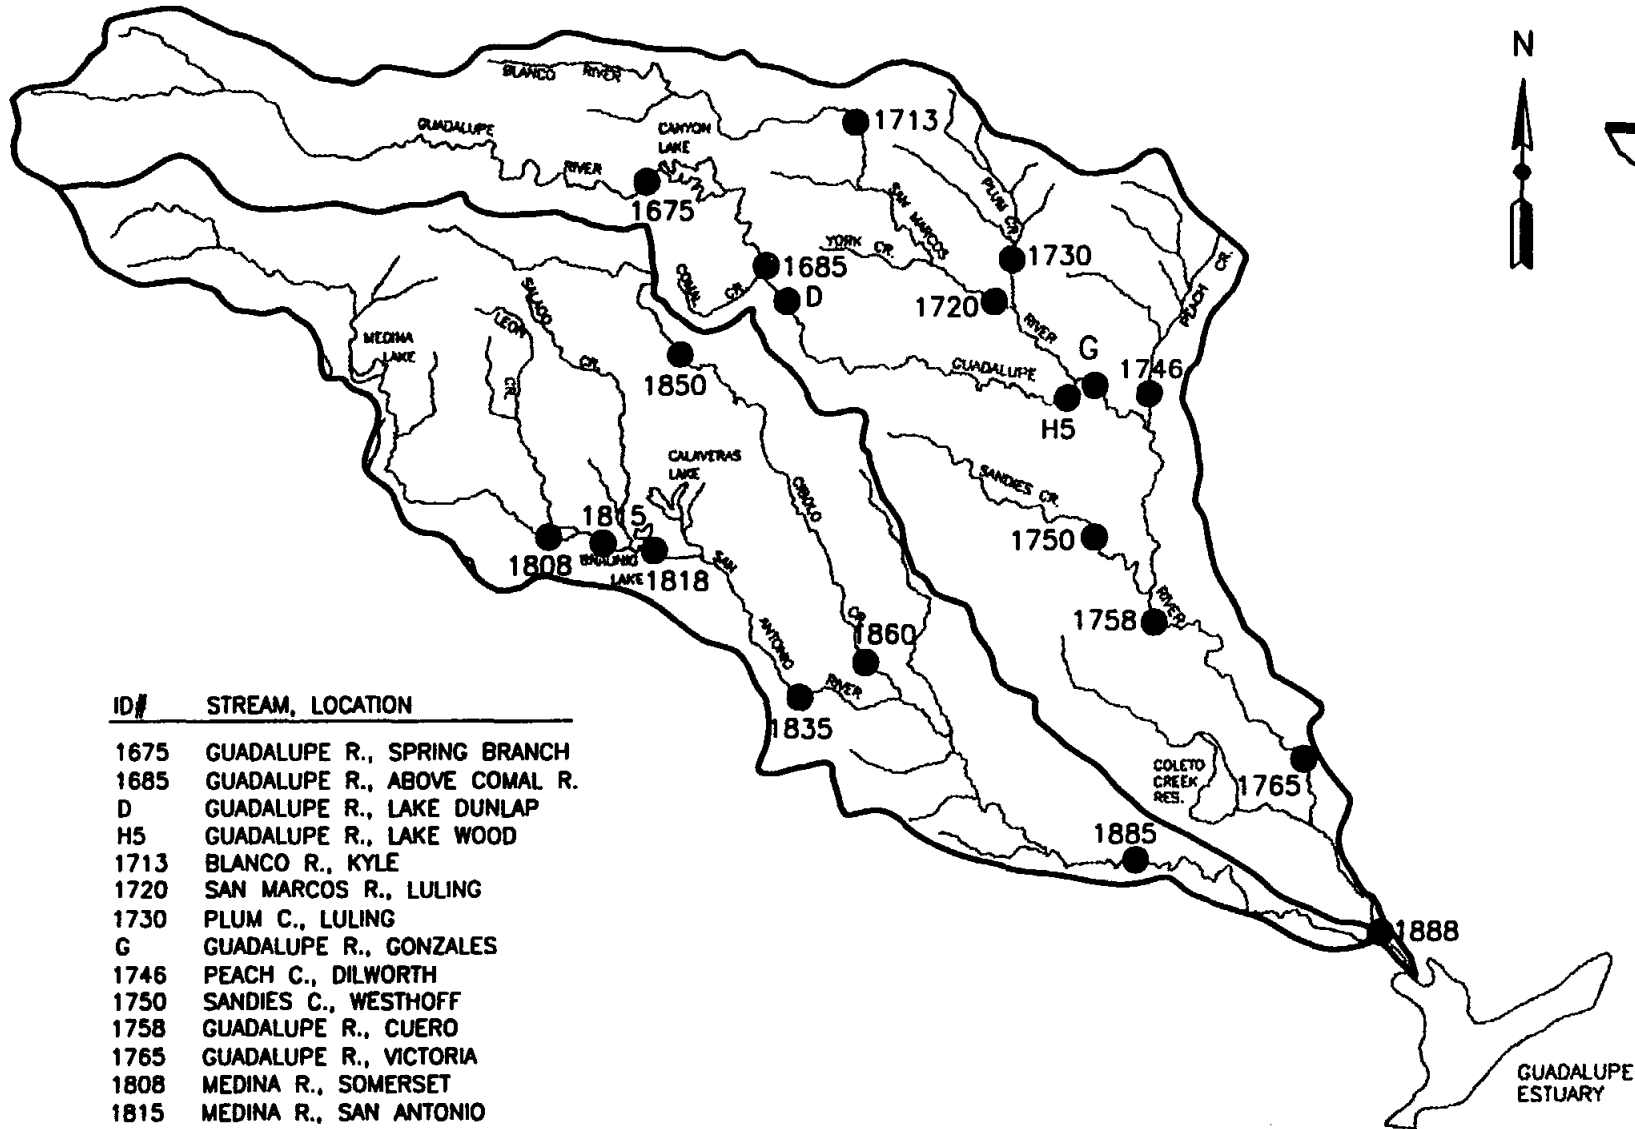 N
BLANCO RIVER
1713
GUADALUPE
RIVER
CANYON
LAKE
1675
SAN MARCOS
PLUM CR.
YORK CR.
1730
COMAL
CR.
1685
D
1720
RIVER
PEACH CR.
SALADO
CR.
LEON
CR.
MEDINA
LAKE
1850
GUADALUPE
G
1746
H5
CALAVERAS
LAKE
CIBOLO
CR.
SANDIES CR.
1750
1815
1808
BRAUNIG
LAKE
1818
SAN
ANTONIO
RIVER
1758
RIVER
1860
1835
COLETO
CREEK
RES.
1765
1885
1888
GUADALUPE
ESTUARY
ID# STREAM, LOCATION
1675 GUADALUPE R., SPRING BRANCH
1685 GUADALUPE R., ABOVE COMAL R.
D GUADALUPE R., LAKE DUNLAP
H5 GUADALUPE R., LAKE WOOD
1713 BLANCO R., KYLE
1720 SAN MARCOS R., LULING
1730 PLUM C., LULING
G GUADALUPE R., GONZALES
1746 PEACH C., DILWORTH
1750 SANDIES C., WESTHOFF
1758 GUADALUPE R., CUERO
1765 GUADALUPE R., VICTORIA
1808 MEDINA R., SOMERSET
1815 MEDINA R., SAN ANTONIO